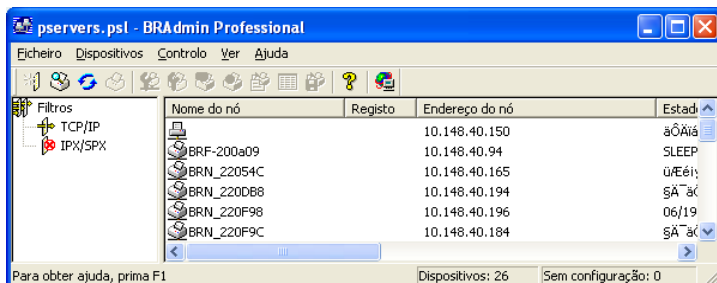 pservers.psl - BRAdmin Professional
Ficheiro Dispositivos Controlo Ver Ajuda
Filtros
TCP/IP
IPX/SPX
Nome do nó Registo Endereço do nó Estado
10.148.40.150
BRF-200a09 10.148.40.94 SLEEP
BRN_22054C 10.148.40.165
BRN_220DB8 10.148.40.194
BRN_220F98 10.148.40.196 06/19
BRN_220F9C 10.148.40.184
Para obter ajuda, prima F1 Dispositivos: 26 Sem configuração: 0